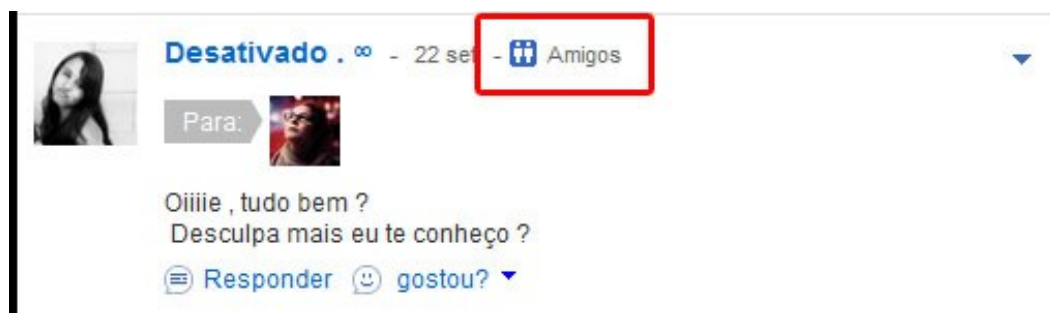 Desativado . ∞ - 22 set - Amigos
Para:
Oiiiie , tudo bem ?
Desculpa mais eu te conheço ?
Responder gostou?